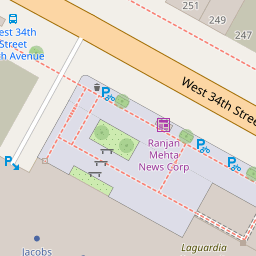 251
249
247
West 34th
Street
Avenue
West 34th Street
P
P
P
P
Ranjan
Mehta
News Corp
Laguardia
Jacobs